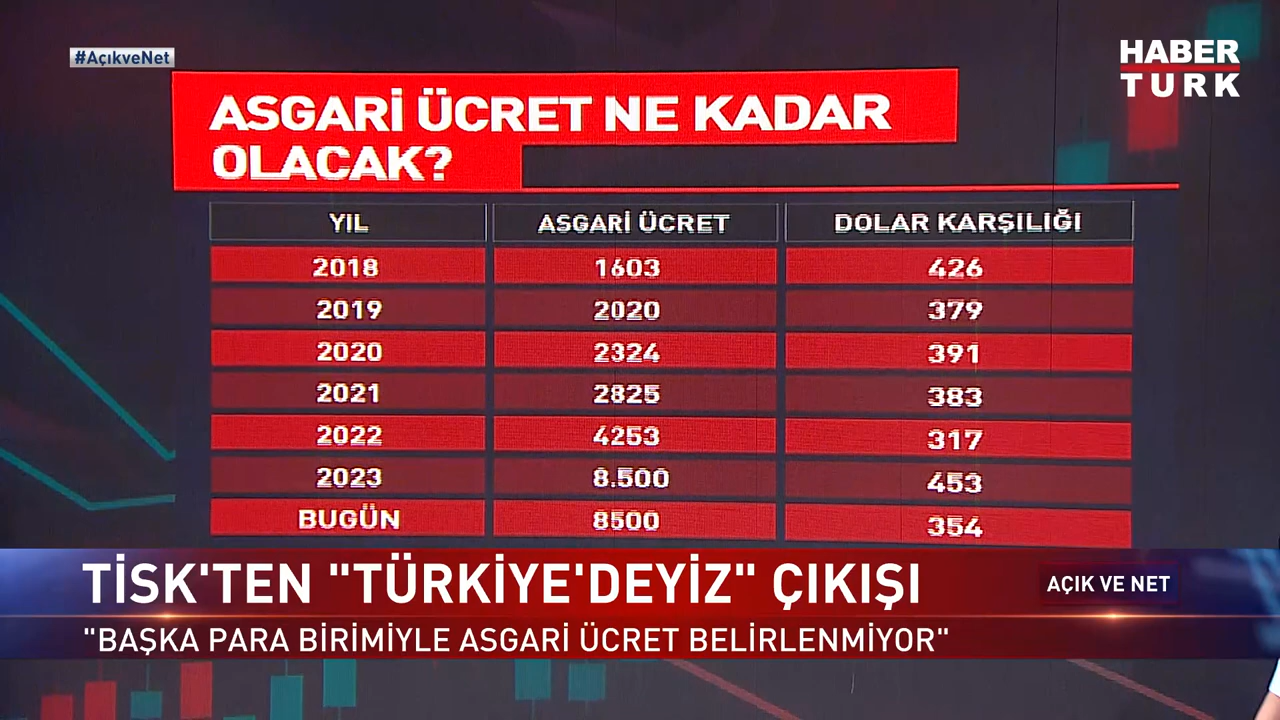 #AçıkveNet
HABER
TURK
ASGARİ ÜCRET NE KADAR
OLACAK?
YIL ASGARİ ÜCRET DOLAR KARŞILIĞI
2018 1603 426
2019 2020 379
2020 2324 391
2021 2825 383
2022 4253 317
2023 8.500 453
BUGÜN 8500 354
TİSK'TEN "TÜRKİYE'DEYİZ" ÇIKIŞI
AÇIK VE NET
"BAŞKA PARA BİRİMİYLE ASGARİ ÜCRET BELİRLENMİYOR"